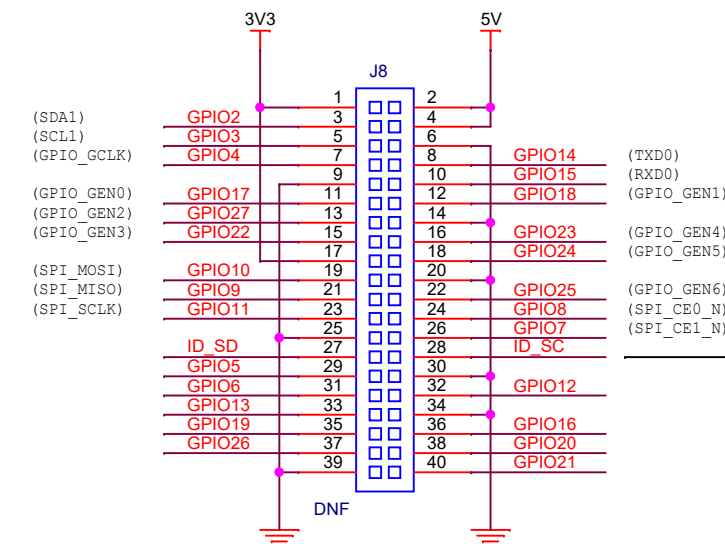 3V3 5V
J8
1 2
(SDA1) GPIO2 3 4
(SCL1) GPIO3 5 6
(GPIO_GCLK) GPIO4 7 8 GPIO14 (TXD0)
9 10 GPIO15 (RXD0)
(GPIO_GEN0) GPIO17 11 12 GPIO18 (GPIO_GEN1)
(GPIO_GEN2) GPIO27 13 14
(GPIO_GEN3) GPIO22 15 16 GPIO23 (GPIO_GEN4)
17 18 GPIO24 (GPIO_GEN5)
(SPI_MOSI) GPIO10 19 20
(SPI_MISO) GPIO9 21 22 GPIO25 (GPIO_GEN6)
(SPI_SCLK) GPIO11 23 24 GPIO8 (SPI_CE0_N)
25 26 GPIO7 (SPI_CE1_N)
ID_SD 27 28 ID_SC
GPIO5 29 30
GPIO6 31 32 GPIO12
GPIO13 33 34
GPIO19 35 36 GPIO16
GPIO26 37 38 GPIO20
39 40 GPIO21
DNF